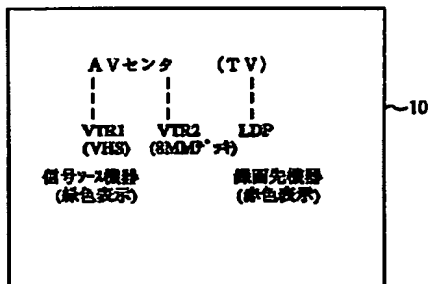 AVセンタ (TV)
VTR1 VTR2 LDP
(VHS) (8MMデッキ)
信号ソース機器 録画先機器
(緑色表示) (赤色表示)
10